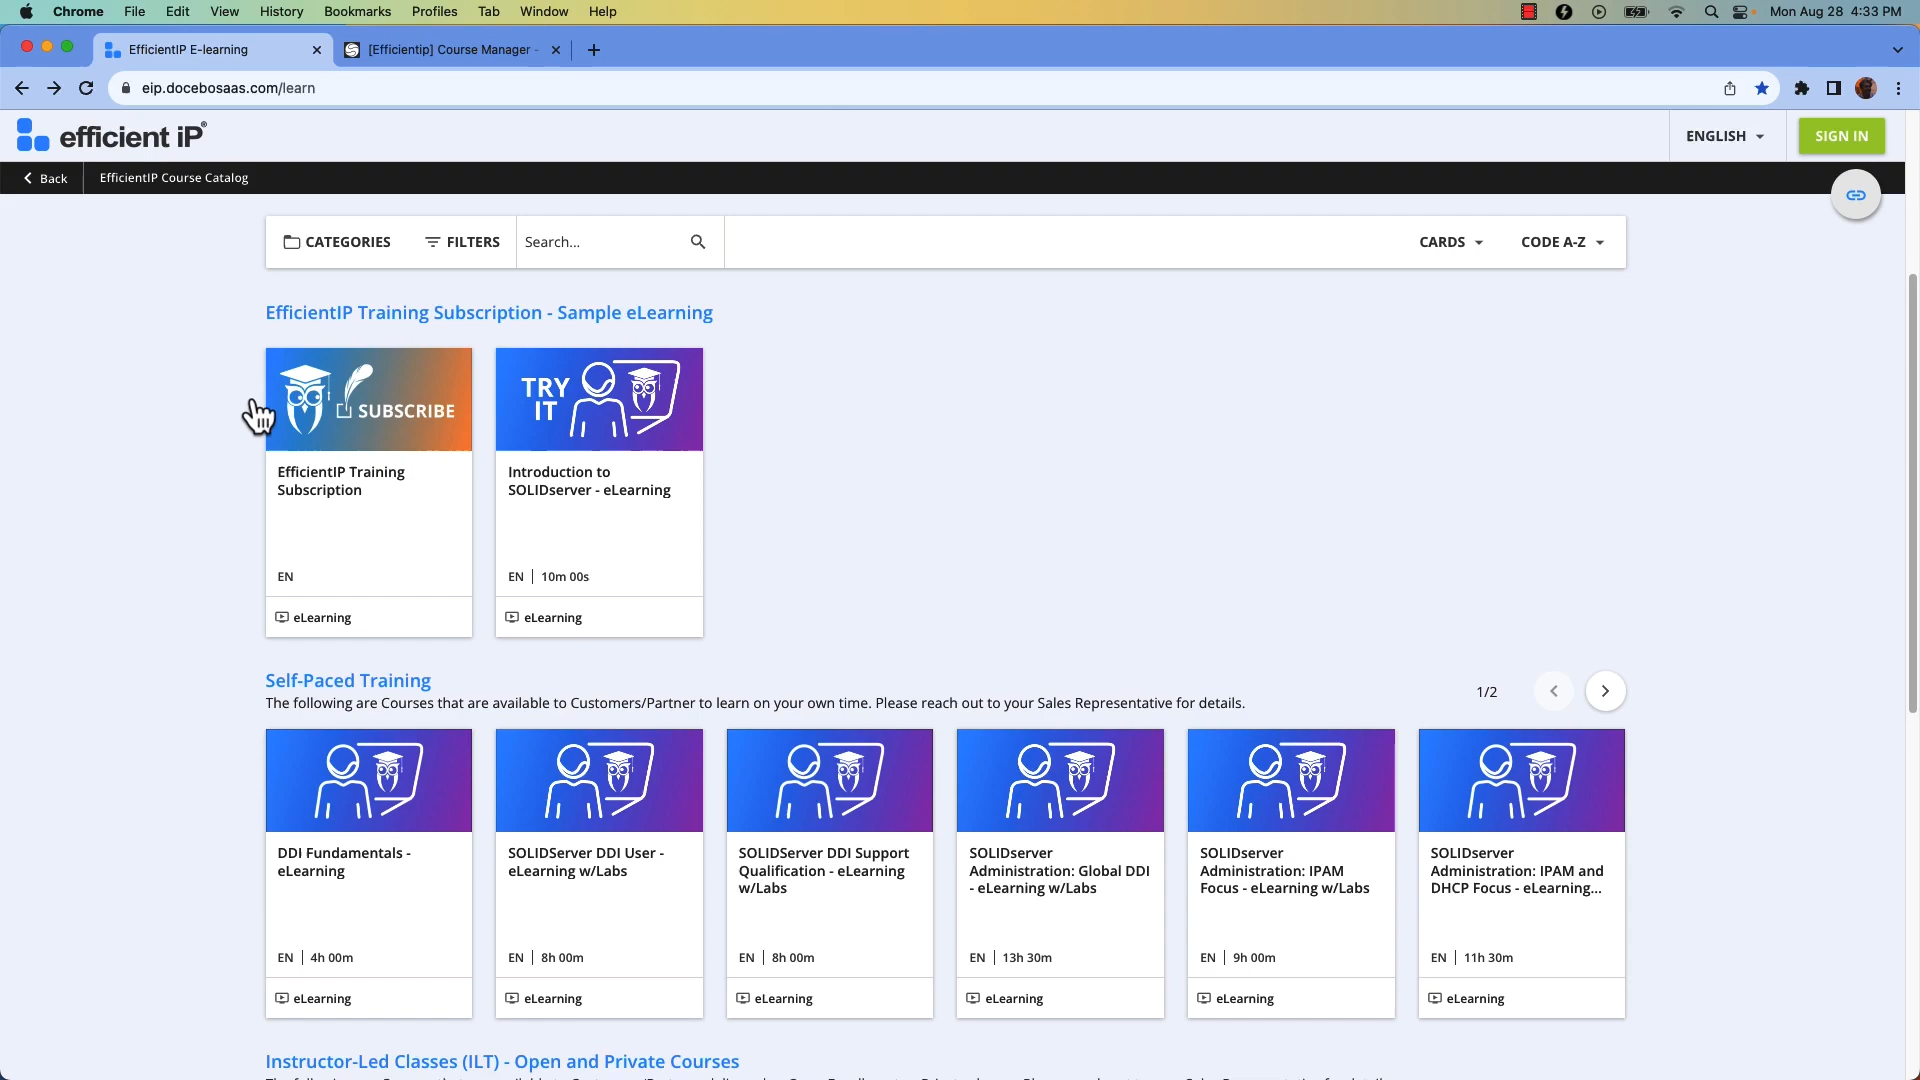 Chrome File Edit View History Bookmarks Profiles Tab Window Help Mon Aug 28 4:33 PM
EfficientIP E-learning [Efficientip] Course Manager -
eip.docebosaas.com/learn
efficient iP® ENGLISH SIGN IN
Back EfficientIP Course Catalog
CATEGORIES FILTERS Search... CARDS CODE A-Z
EfficientIP Training Subscription - Sample eLearning
SUBSCRIBE
EfficientIP Training
Subscription
EN
eLearning
TRY
IT
Introduction to
SOLIDserver - eLearning
EN 10m 00s
eLearning
Self-Paced Training
The following are Courses that are available to Customers/Partner to learn on your own time. Please reach out to your Sales Representative for details.
1/2
DDI Fundamentals -
eLearning
EN 4h 00m
eLearning
SOLIDServer DDI User -
eLearning w/Labs
EN 8h 00m
eLearning
SOLIDServer DDI Support
Qualification - eLearning
w/Labs
EN 8h 00m
eLearning
SOLIDserver
Administration: Global DDI
- eLearning w/Labs
EN 13h 30m
eLearning
SOLIDserver
Administration: IPAM
Focus - eLearning w/Labs
EN 9h 00m
eLearning
SOLIDserver
Administration: IPAM and
DHCP Focus - eLearning...
EN 11h 30m
eLearning
Instructor-Led Classes (ILT) - Open and Private Courses